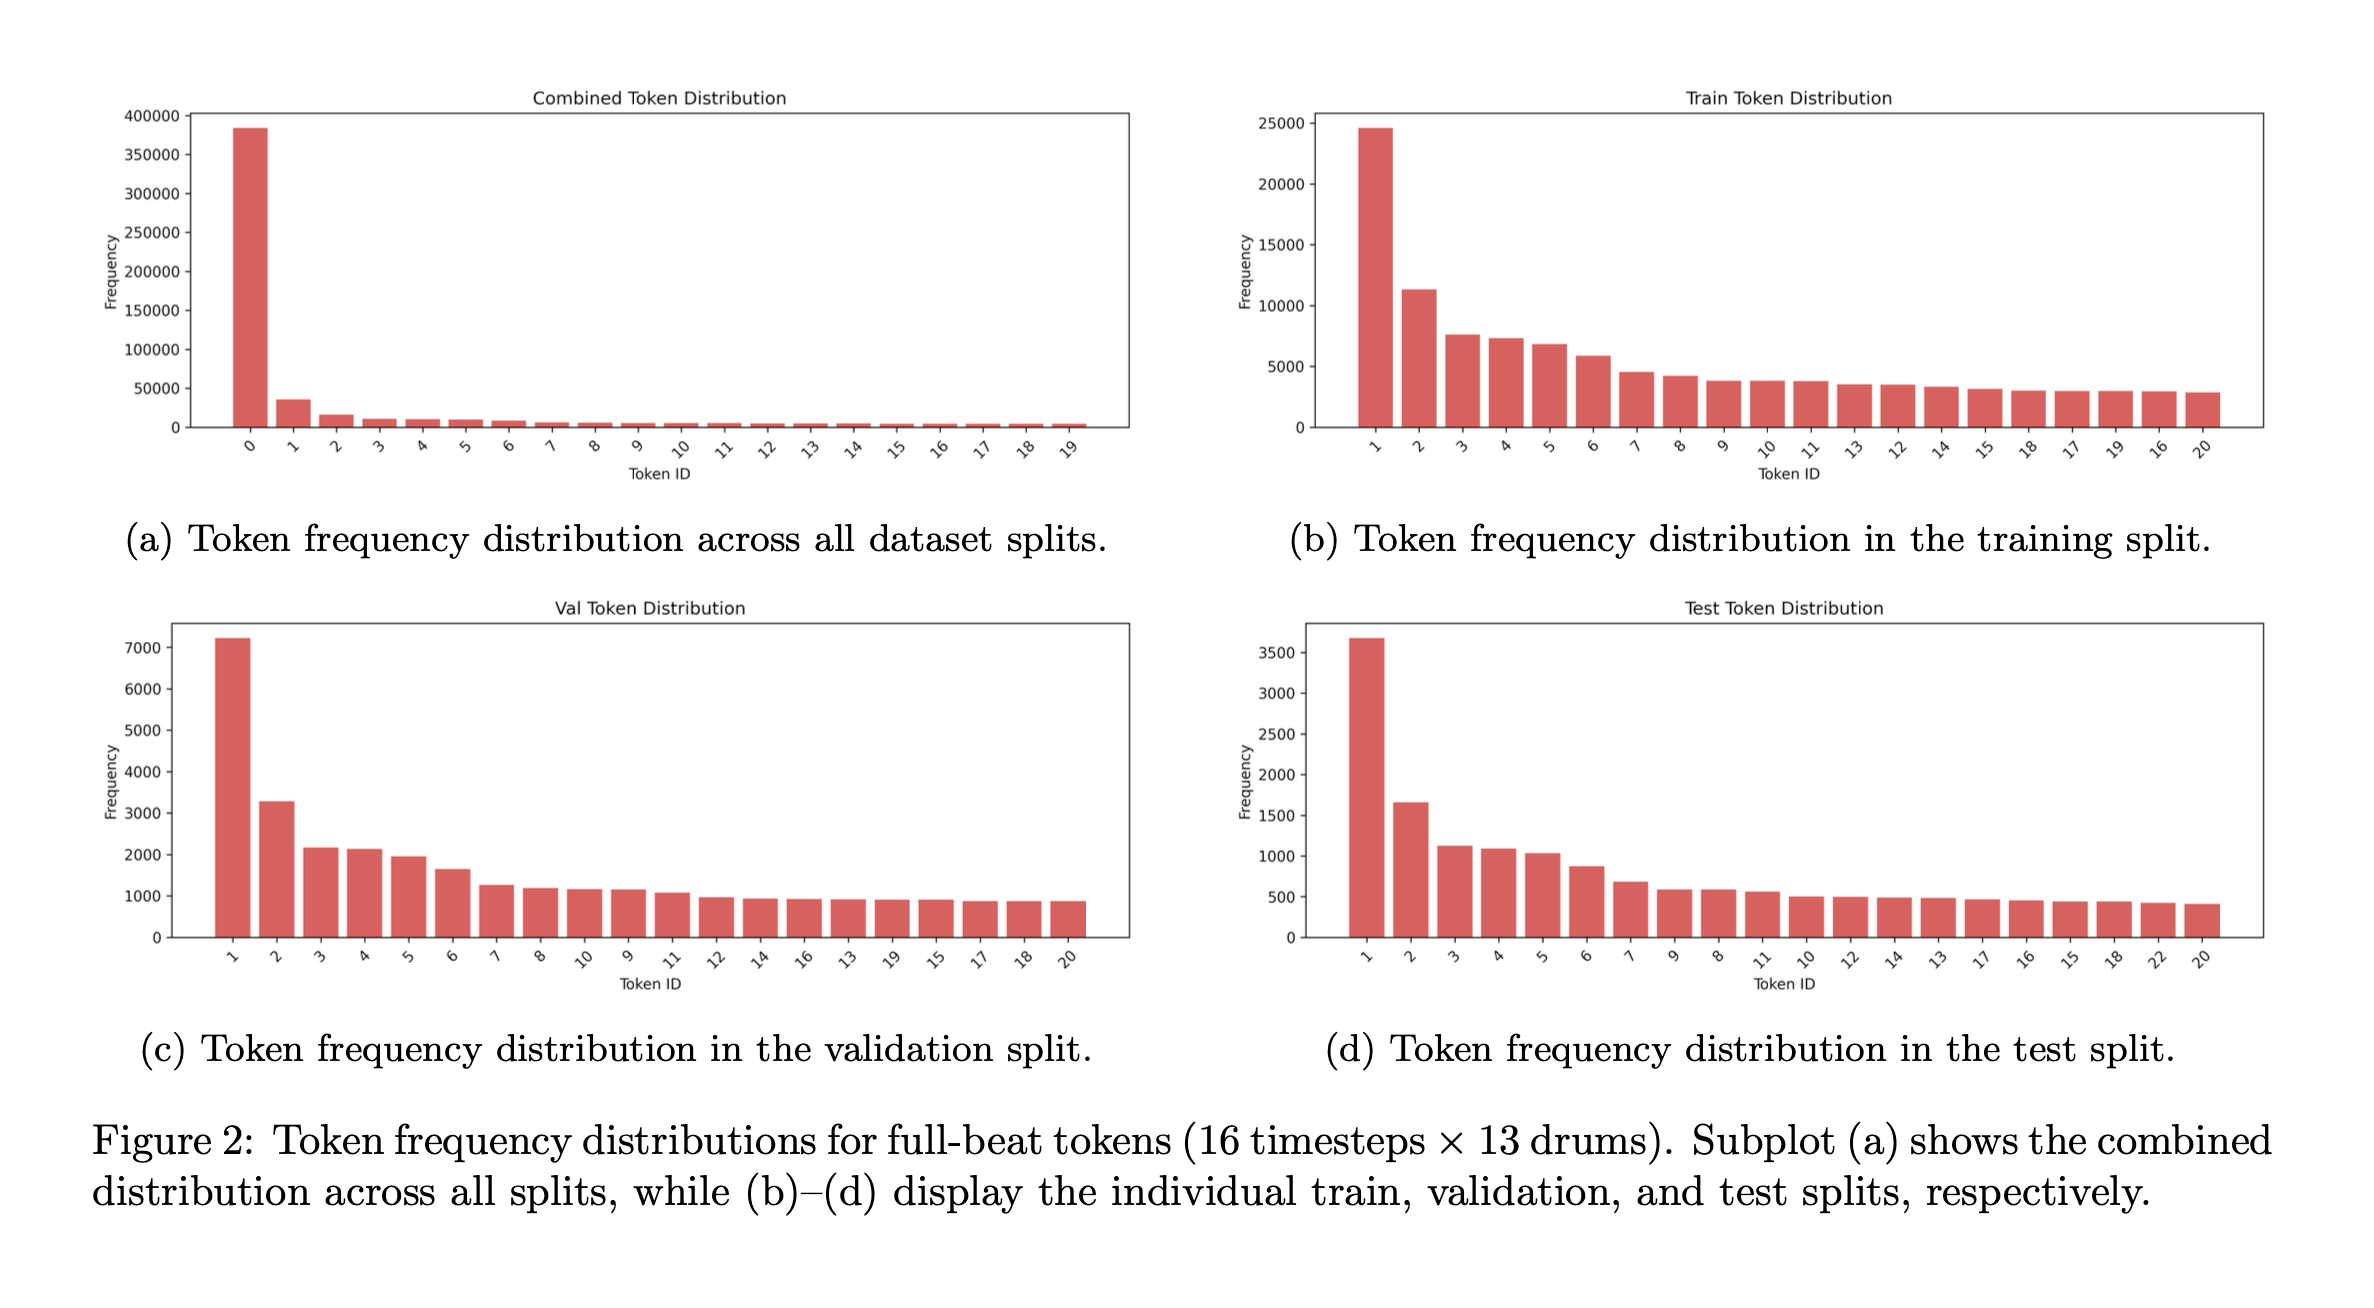 Combined Token Distribution
400000
350000
300000
250000
200000
150000
100000
50000
0
Frequency
0 1 2 3 4 5 6 7 8 9 10 11 12 13 14 15 16 17 18 19
Token ID
(a) Token frequency distribution across all dataset splits.
Train Token Distribution
25000
20000
15000
10000
5000
0
Frequency
1 2 3 4 5 6 7 8 9 10 11 13 12 14 15 18 17 19 16 20
Token ID
(b) Token frequency distribution in the training split.
Val Token Distribution
7000
6000
5000
4000
3000
2000
1000
0
Frequency
1 2 3 4 5 6 7 8 10 9 11 12 14 16 13 19 15 17 18 20
Token ID
(c) Token frequency distribution in the validation split.
Test Token Distribution
3500
3000
2500
2000
1500
1000
500
0
Frequency
1 2 3 4 5 6 7 9 8 11 10 12 14 13 17 16 15 18 22 20
Token ID
(d) Token frequency distribution in the test split.
Figure 2: Token frequency distributions for full-beat tokens (16 timesteps × 13 drums). Subplot (a) shows the combined
distribution across all splits, while (b)–(d) display the individual train, validation, and test splits, respectively.